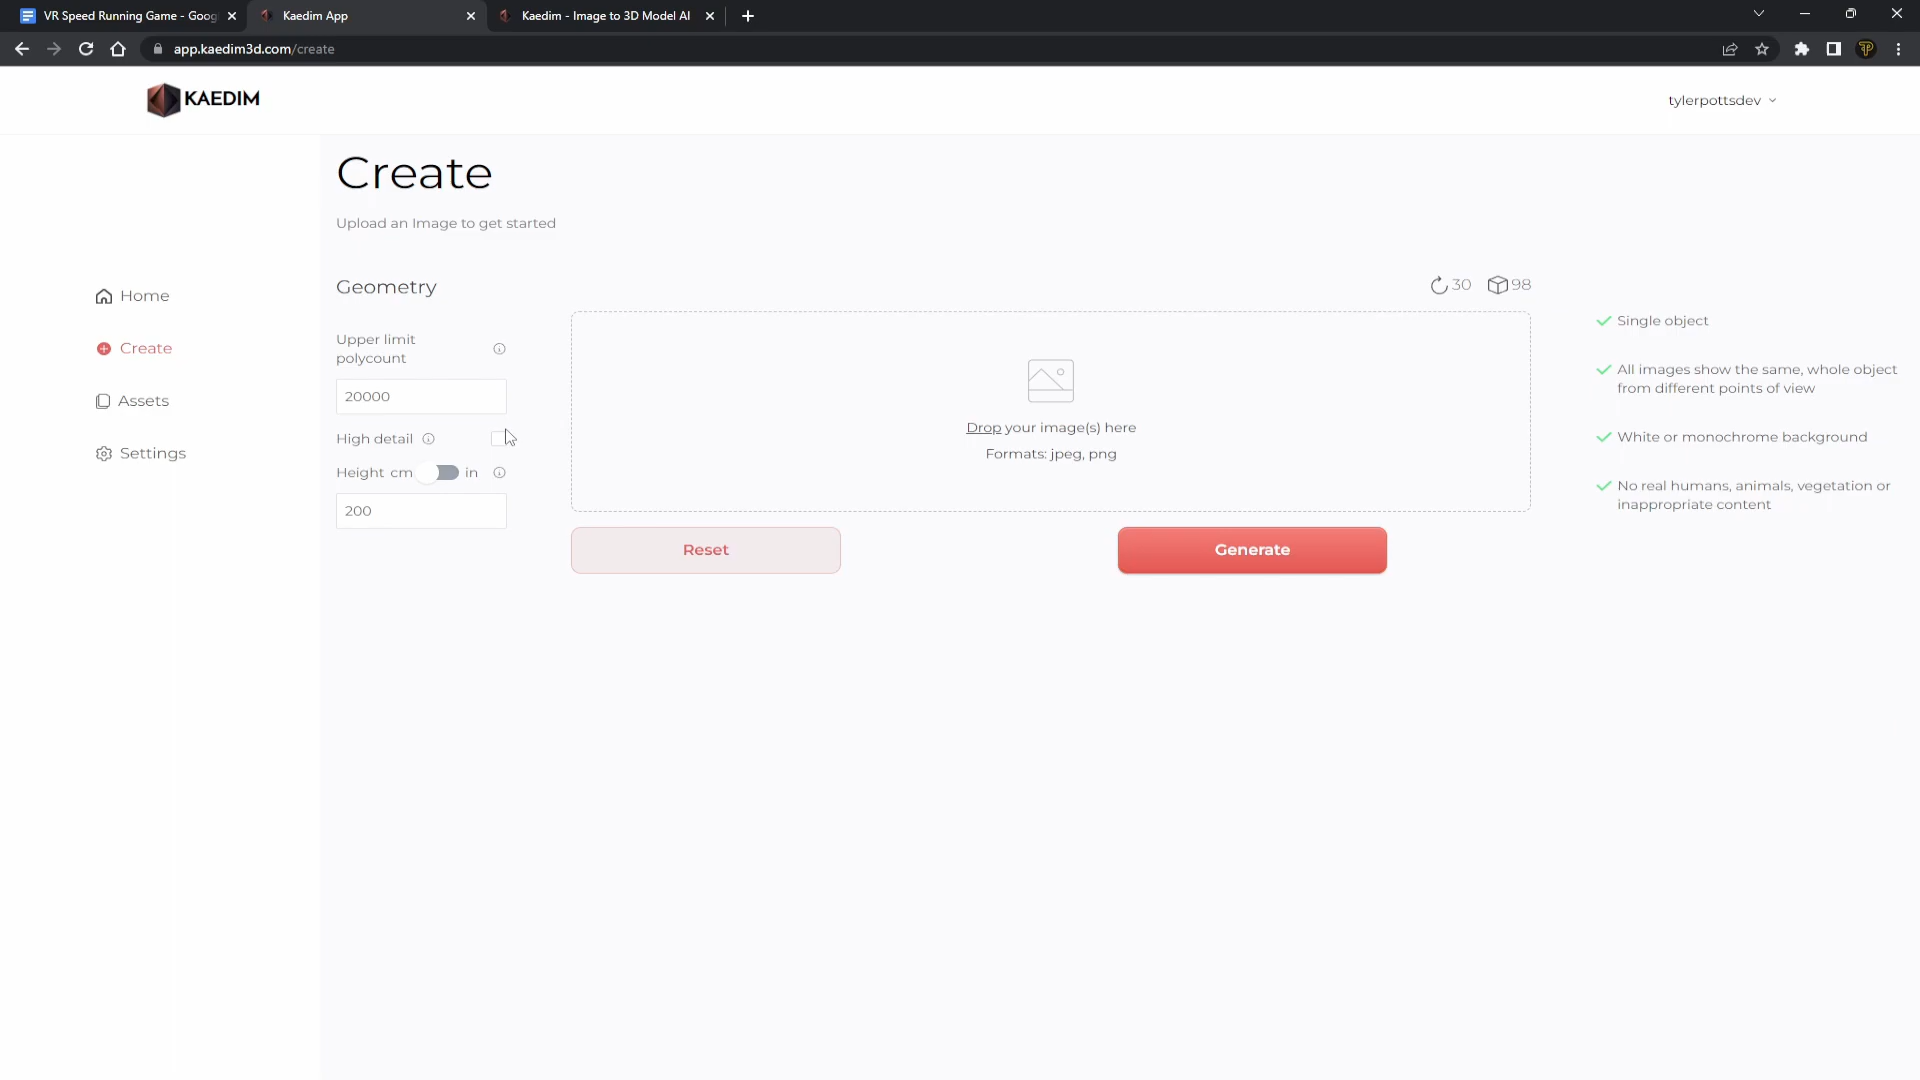 VR Speed Running Game - Goog
Kaedim App
Kaedim - Image to 3D Model AI
app.kaedim3d.com/create
KAEDIM
tylerpottsdev
Create
Upload an Image to get started
Home
Create
Assets
Settings
Geometry
30
98
Upper limit
polycount
20000
High detail
Height cm
in
200
Drop your image(s) here
Formats: jpeg, png
Reset
Generate
Single object
All images show the same, whole object
from different points of view
White or monochrome background
No real humans, animals, vegetation or
inappropriate content